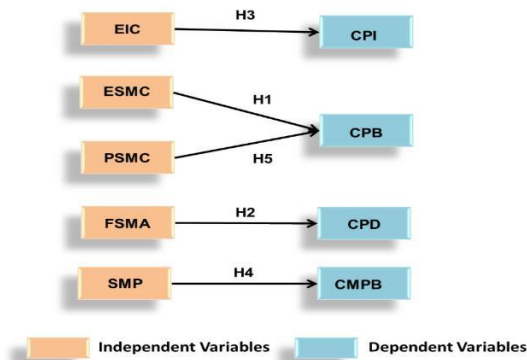 H3
EIC
CPI
ESMC
H1
CPB
PSMC
H5
FSMA
H2
CPD
SMP
H4
CMPB
Independent Variables
Dependent Variables